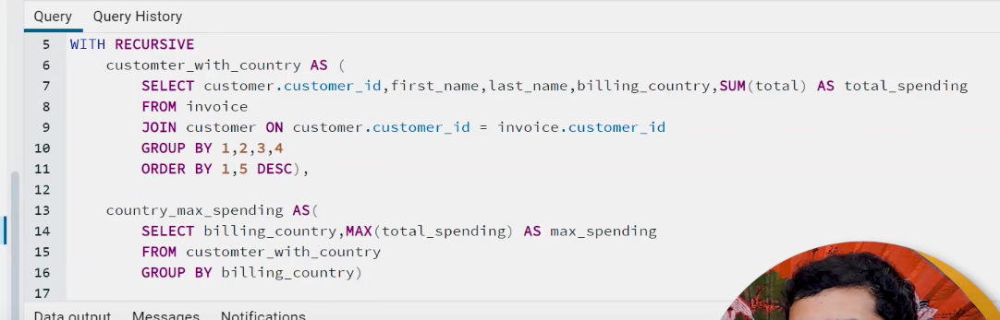 Query Query History
5 WITH RECURSIVE
6 customter_with_country AS (
7 SELECT customer.customer_id,first_name,last_name,billing_country,SUM(total) AS total_spending
8 FROM invoice
9 JOIN customer ON customer.customer_id = invoice.customer_id
10 GROUP BY 1,2,3,4
11 ORDER BY 1,5 DESC),
12
13 country_max_spending AS(
14 SELECT billing_country,MAX(total_spending) AS max_spending
15 FROM customter_with_country
16 GROUP BY billing_country)
17
Data output Messages Notifications